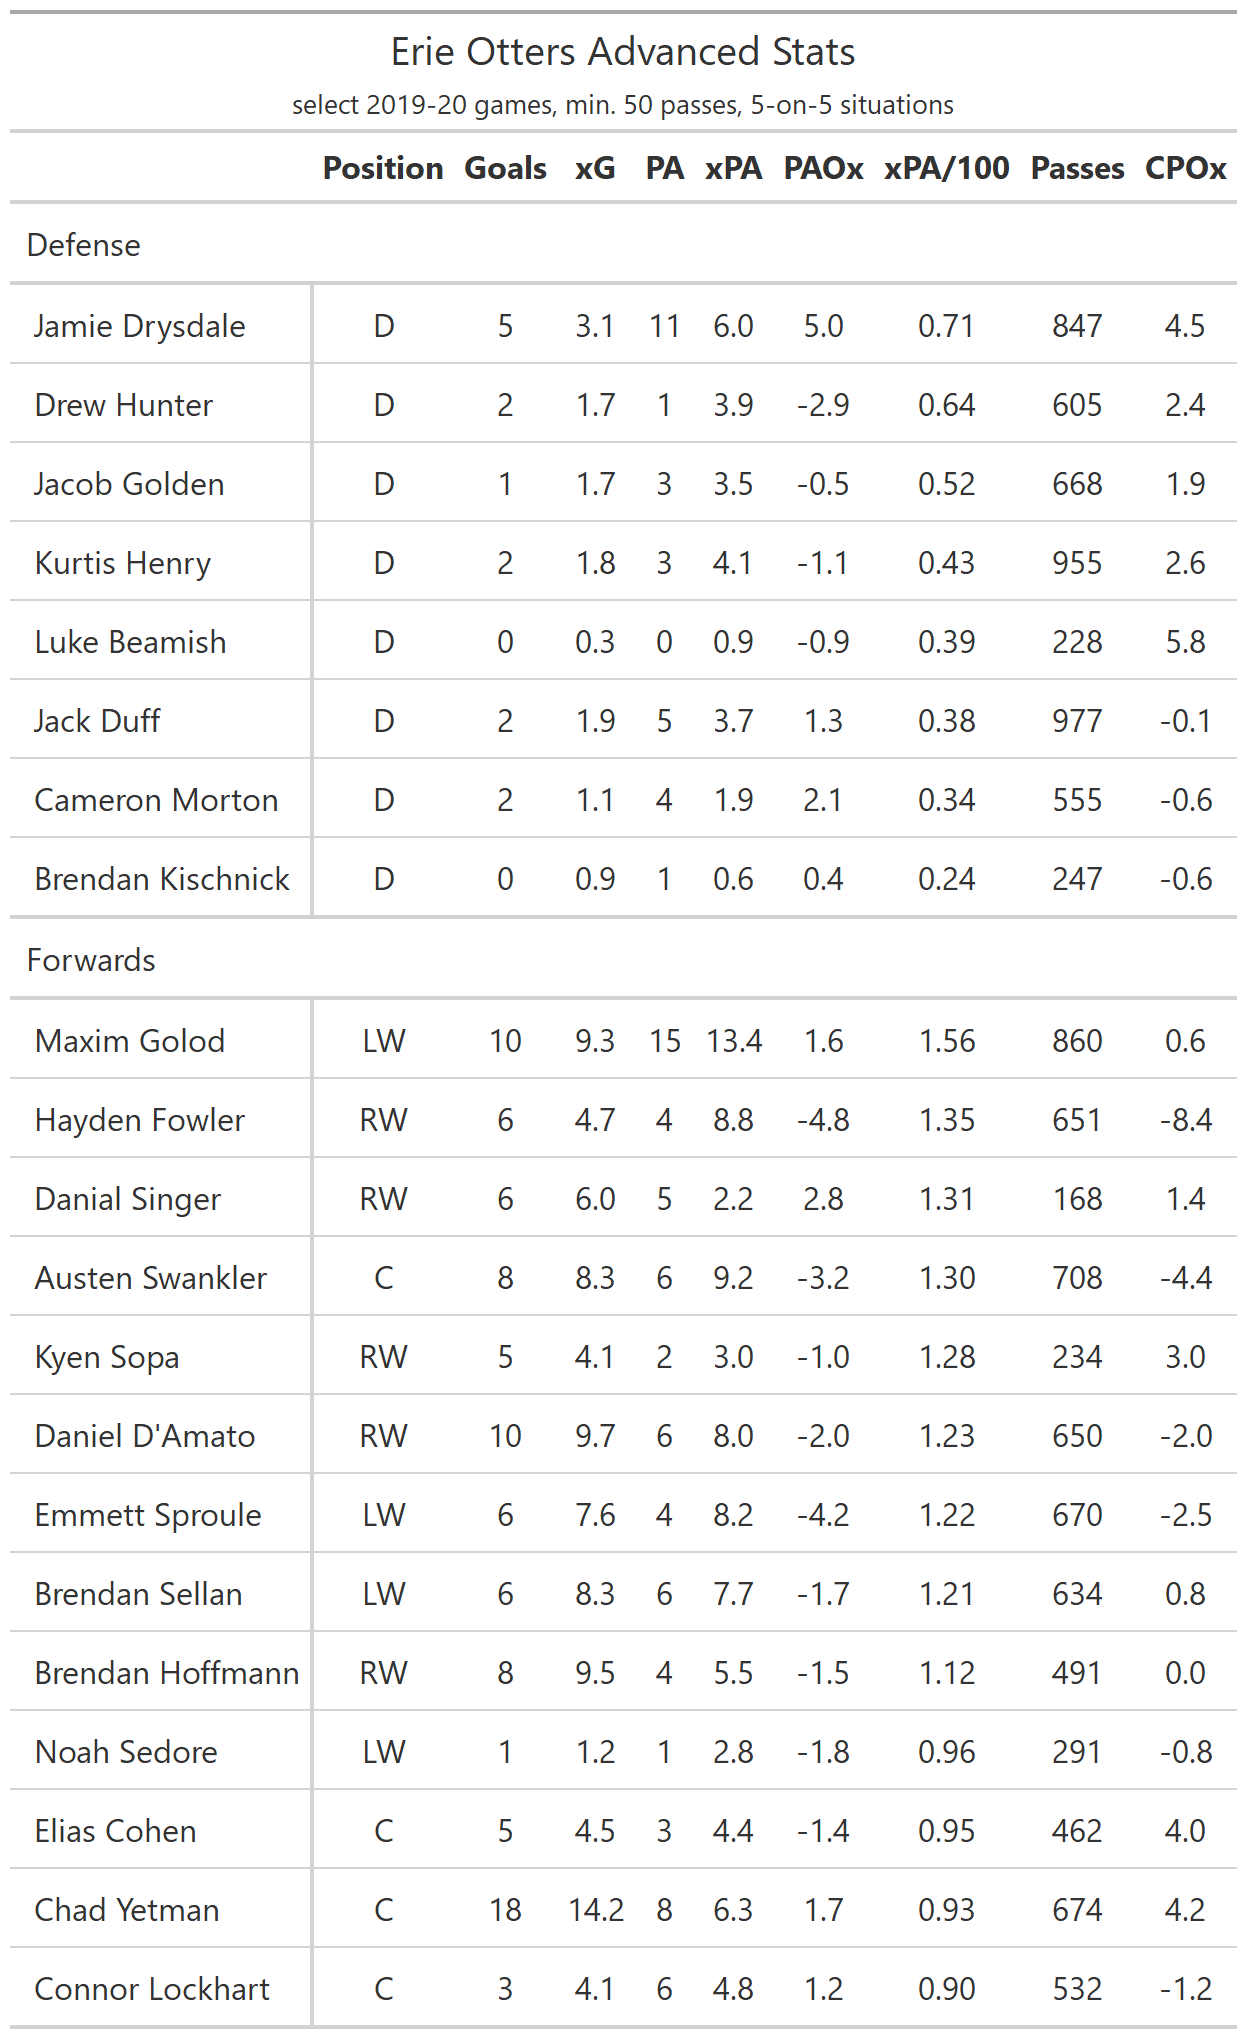 Erie Otters Advanced Stats
select 2019-20 games, min. 50 passes, 5-on-5 situations
Position Goals xG PA xPA PAOx xPA/100 Passes CPOx
Defense
Jamie Drysdale D 5 3.1 11 6.0 5.0 0.71 847 4.5
Drew Hunter D 2 1.7 1 3.9 -2.9 0.64 605 2.4
Jacob Golden D 1 1.7 3 3.5 -0.5 0.52 668 1.9
Kurtis Henry D 2 1.8 3 4.1 -1.1 0.43 955 2.6
Luke Beamish D 0 0.3 0 0.9 -0.9 0.39 228 5.8
Jack Duff D 2 1.9 5 3.7 1.3 0.38 977 -0.1
Cameron Morton D 2 1.1 4 1.9 2.1 0.34 555 -0.6
Brendan Kischnick D 0 0.9 1 0.6 0.4 0.24 247 -0.6
Forwards
Maxim Golod LW 10 9.3 15 13.4 1.6 1.56 860 0.6
Hayden Fowler RW 6 4.7 4 8.8 -4.8 1.35 651 -8.4
Danial Singer RW 6 6.0 5 2.2 2.8 1.31 168 1.4
Austen Swankler C 8 8.3 6 9.2 -3.2 1.30 708 -4.4
Kyen Sopa RW 5 4.1 2 3.0 -1.0 1.28 234 3.0
Daniel D'Amato RW 10 9.7 6 8.0 -2.0 1.23 650 -2.0
Emmett Sproule LW 6 7.6 4 8.2 -4.2 1.22 670 -2.5
Brendan Sellan LW 6 8.3 6 7.7 -1.7 1.21 634 0.8
Brendan Hoffmann RW 8 9.5 4 5.5 -1.5 1.12 491 0.0
Noah Sedore LW 1 1.2 1 2.8 -1.8 0.96 291 -0.8
Elias Cohen C 5 4.5 3 4.4 -1.4 0.95 462 4.0
Chad Yetman C 18 14.2 8 6.3 1.7 0.93 674 4.2
Connor Lockhart C 3 4.1 6 4.8 1.2 0.90 532 -1.2